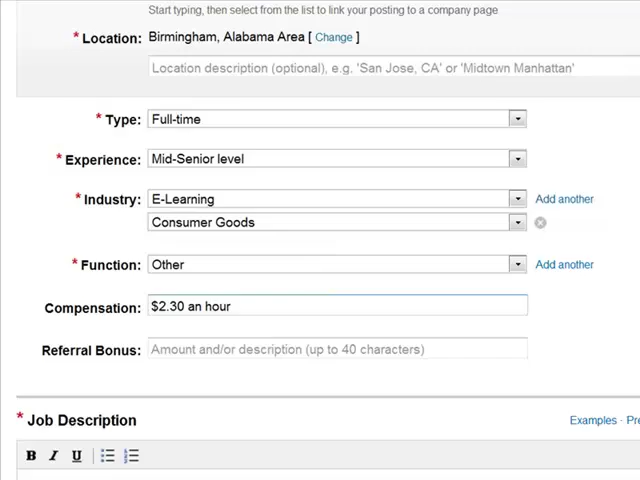 Start typing, then select from the list to link your posting to a company page
* Location: Birmingham, Alabama Area [ Change ]
Location description (optional), e.g. 'San Jose, CA' or 'Midtown Manhattan'
* Type: Full-time
* Experience: Mid-Senior level
* Industry: E-Learning Add another
Consumer Goods
* Function: Other Add another
Compensation: $2.30 an hour
Referral Bonus: Amount and/or description (up to 40 characters)
* Job Description Examples · Pre
B I U